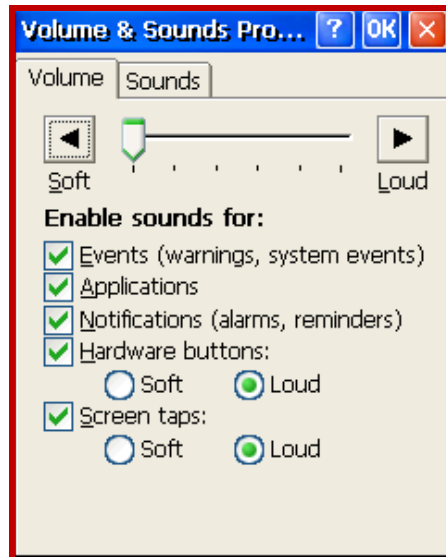 Volume & Sounds Pro... ? OK
Volume Sounds
Soft Loud
Enable sounds for:
Events (warnings, system events)
Applications
Notifications (alarms, reminders)
Hardware buttons:
Soft Loud
Screen taps:
Soft Loud